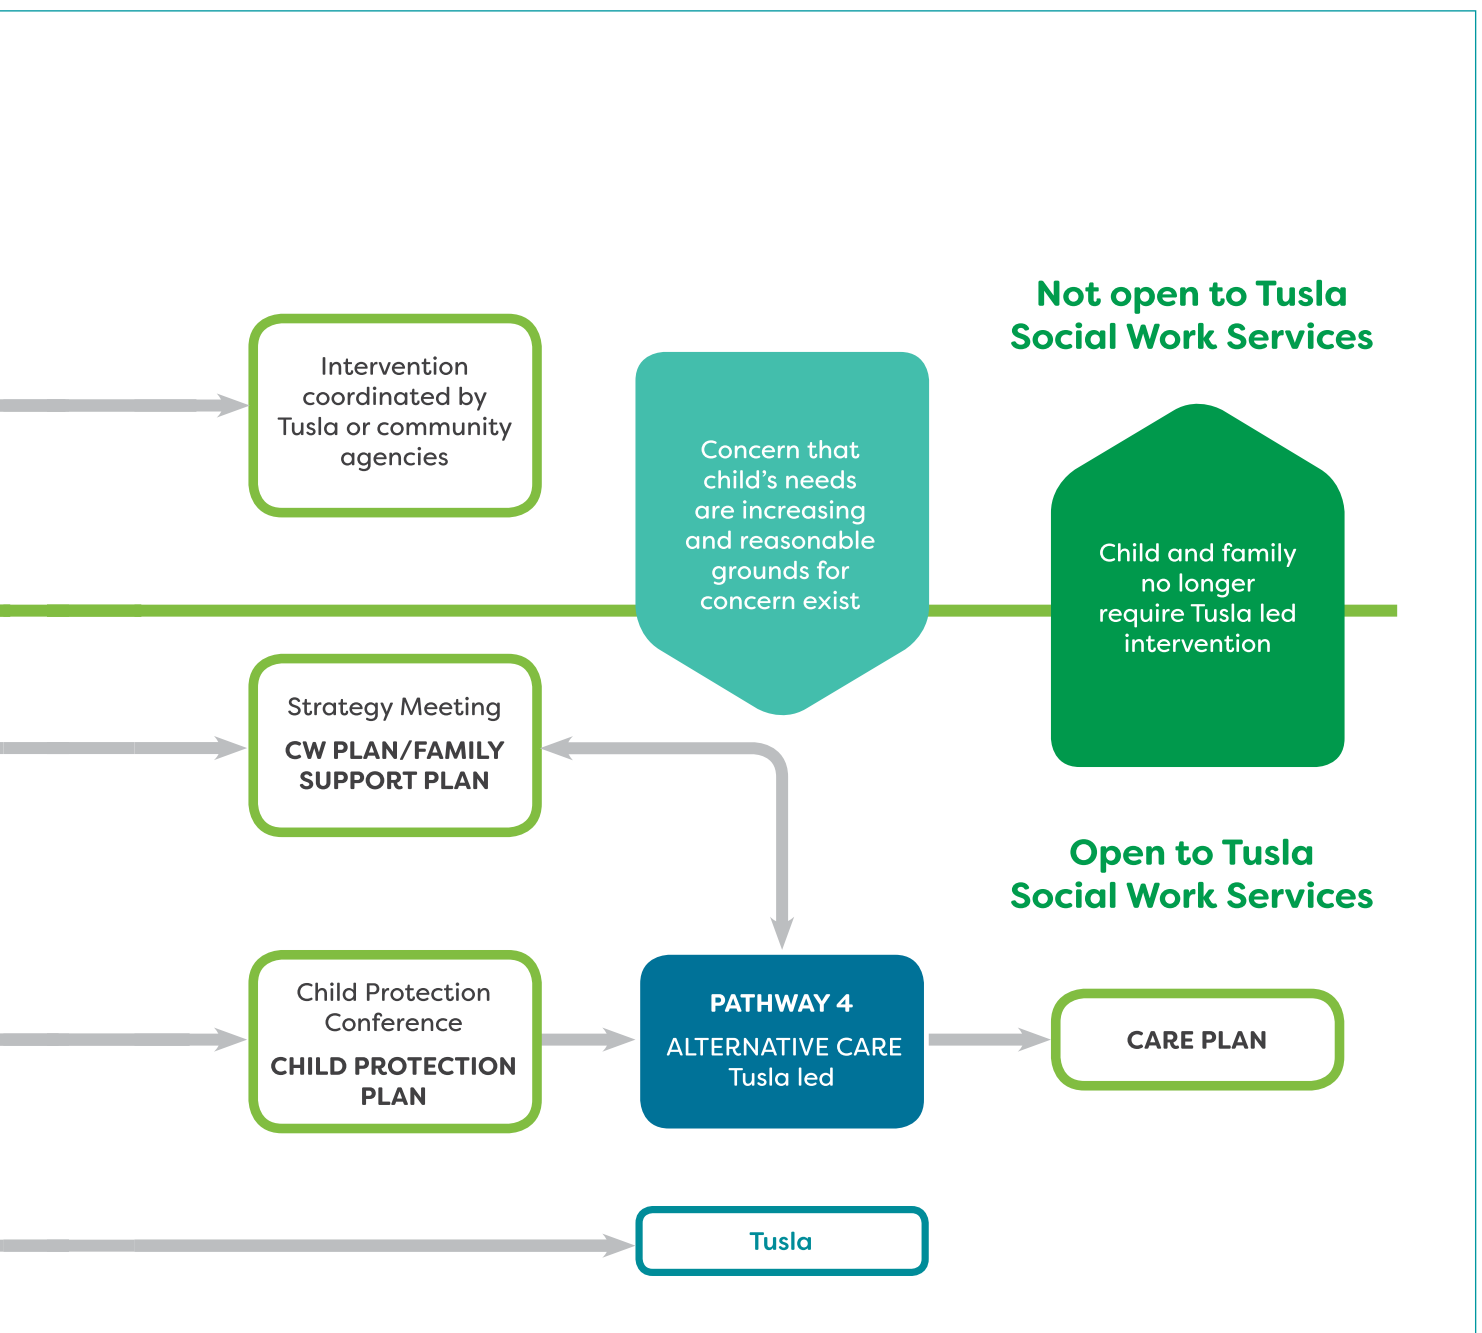 Not open to Tusla
Social Work Services
Intervention
coordinated by
Tusla or community
agencies
Concern that
child's needs
are increasing
and reasonable
grounds for
concern exist
Child and family
no longer
require Tusla led
intervention
Strategy Meeting
CW PLAN/FAMILY
SUPPORT PLAN
Open to Tusla
Social Work Services
Child Protection
Conference
CHILD PROTECTION
PLAN
PATHWAY 4
ALTERNATIVE CARE
Tusla led
CARE PLAN
Tusla